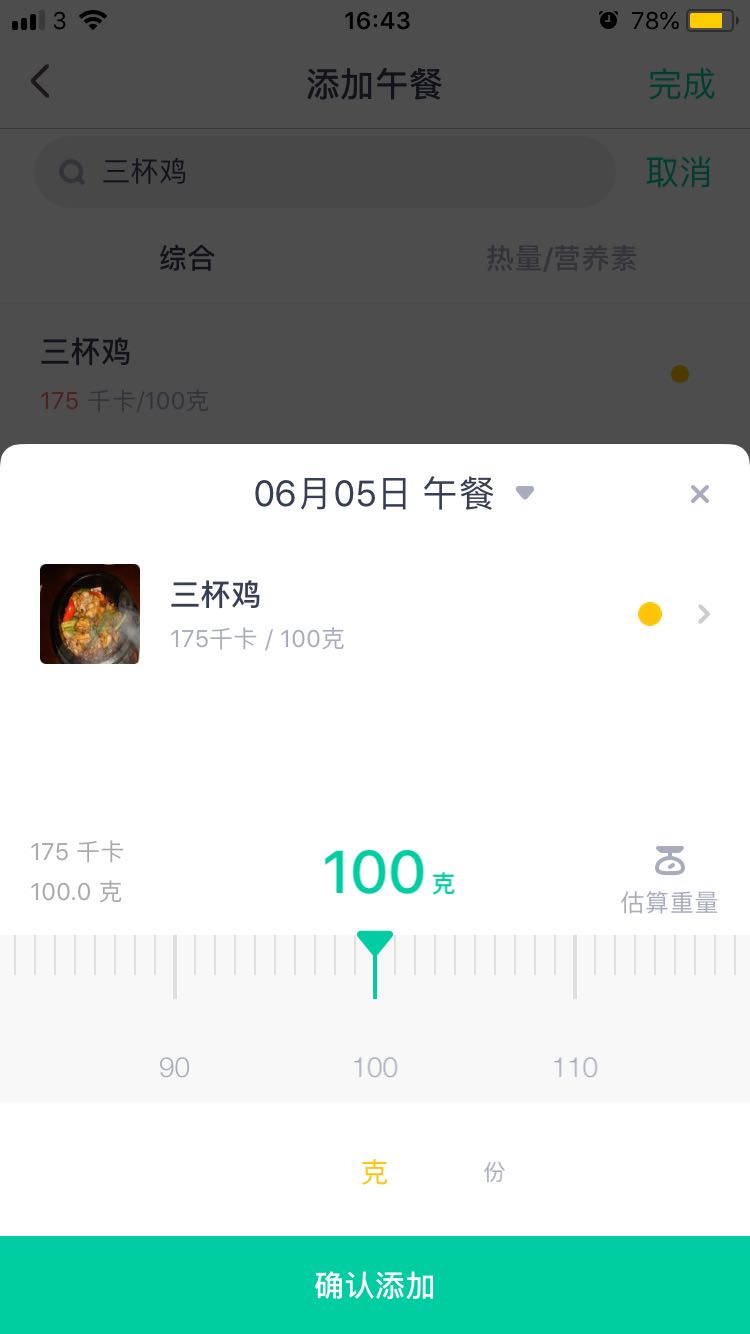 3 16:43 78%
添加午餐 完成
三杯鸡 取消
综合 热量/营养素
三杯鸡
175 千卡/100克
06月05日 午餐
三杯鸡
175千卡 / 100克
175 千卡
100.0 克
100 克
估算重量
90 100 110
克 份
确认添加